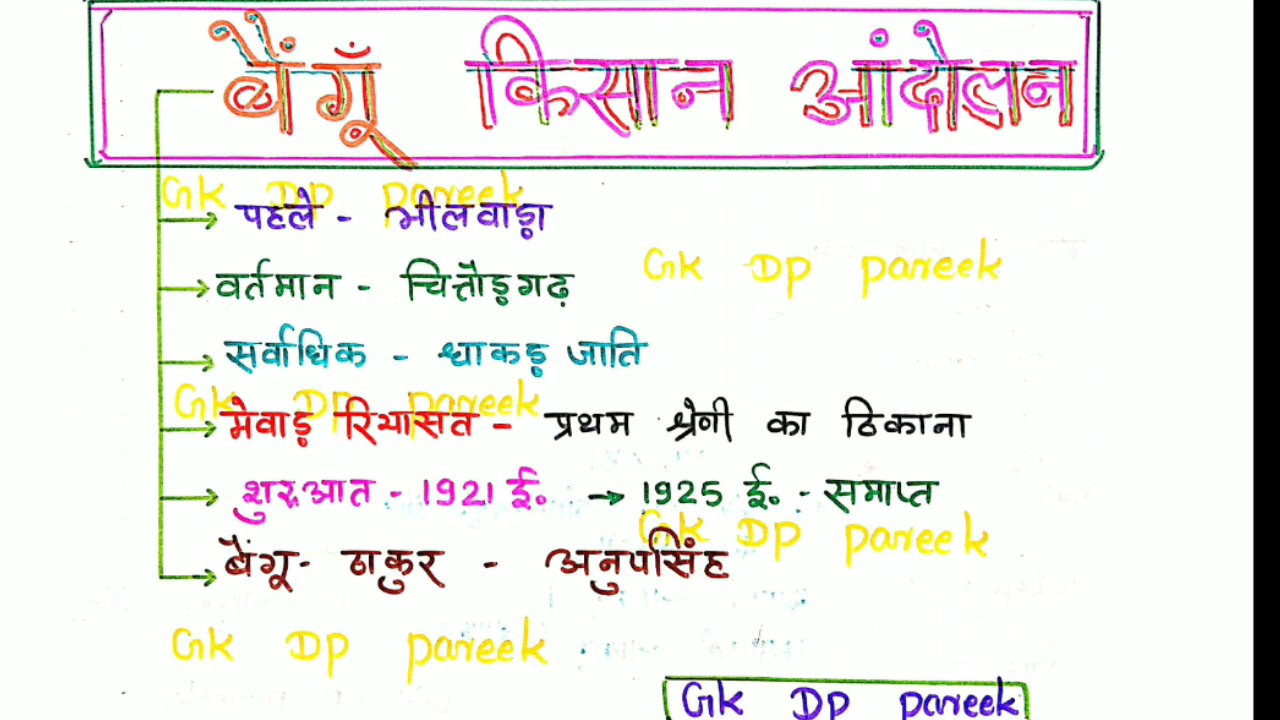 बैंगूँ किसान आंदोलन
GK DP pareek
पहले - भीलवाड़ा
GK DP pareek
वर्तमान - चित्तौड़गढ़
सर्वाधिक - धाकड़ जाति
GK DP pareek
मेवाड़ रियासत - प्रथम श्रेणी का ठिकाना
शुरुआत - 1921 ई. → 1925 ई. - समाप्त
GK DP pareek
बैंगू - ठाकुर - अनुपसिंह
GK DP pareek
GK DP pareek